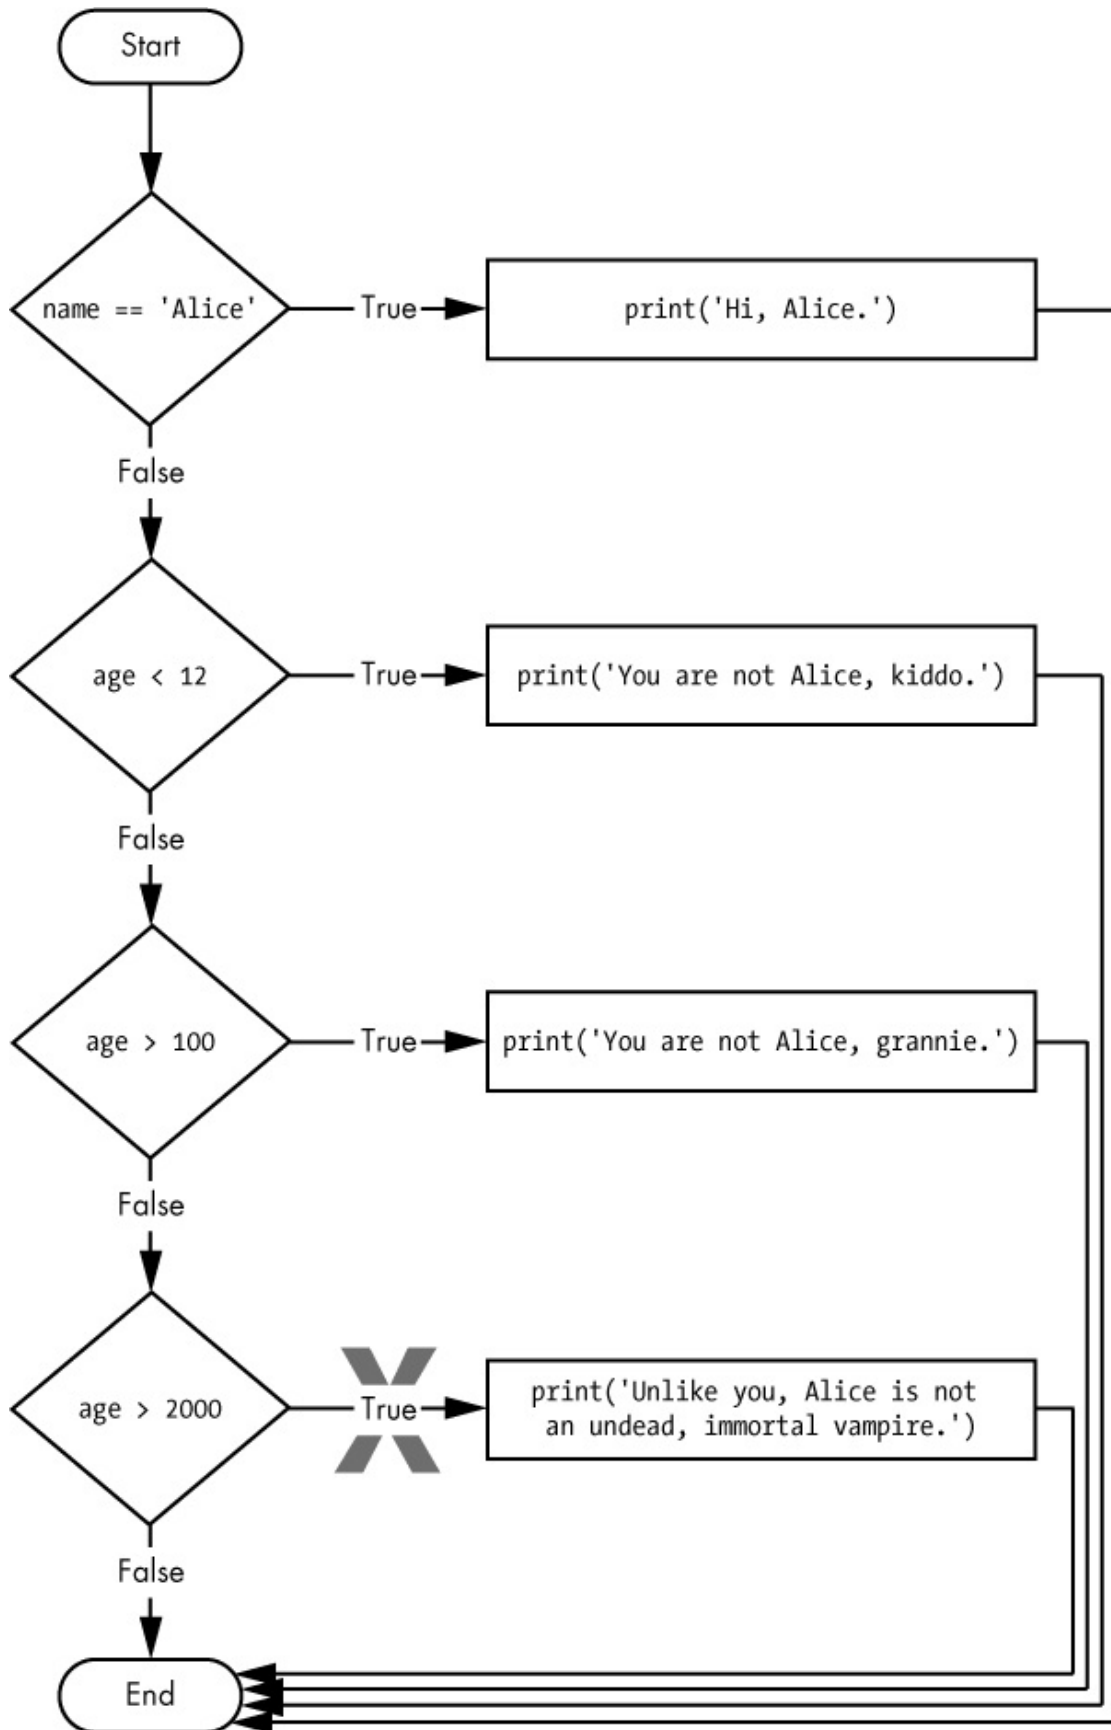 Start
name == 'Alice'
True
print('Hi, Alice.')
False
age < 12
True
print('You are not Alice, kiddo.')
False
age > 100
True
print('You are not Alice, grannie.')
False
age > 2000
True
print('Unlike you, Alice is not
an undead, immortal vampire.')
False
End